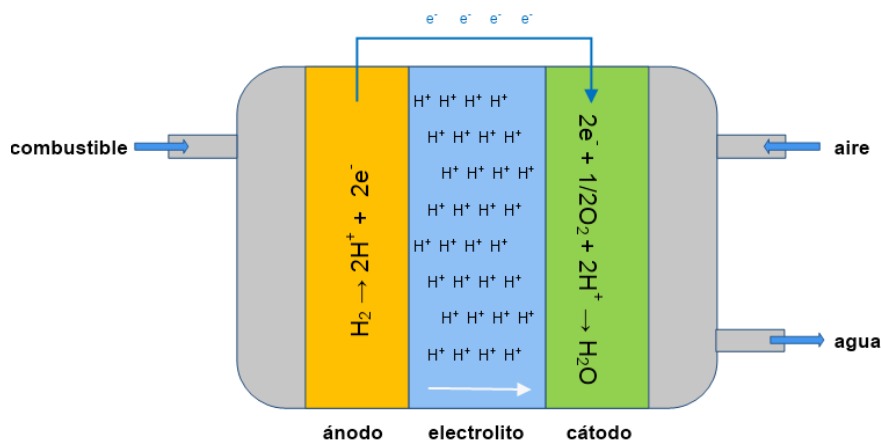 e⁻ e⁻ e⁻ e⁻
combustible
H₂ → 2H⁺ + 2e⁻
H⁺ H⁺ H⁺ H⁺
H⁺ H⁺ H⁺ H⁺
H⁺ H⁺ H⁺ H⁺
H⁺ H⁺ H⁺ H⁺
H⁺ H⁺ H⁺ H⁺
H⁺ H⁺ H⁺ H⁺
H⁺ H⁺ H⁺ H⁺
H⁺ H⁺ H⁺ H⁺
2e⁻ + 1/2O₂ + 2H⁺ → H₂O
aire
agua
ánodo electrolito cátodo